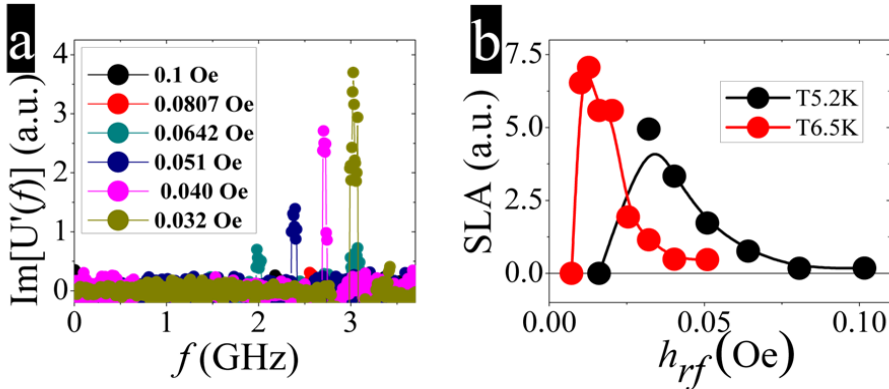 a
Im[U'(f)] (a.u.)
4
3
2
1
0
0.1 Oe
0.0807 Oe
0.0642 Oe
0.051 Oe
0.040 Oe
0.032 Oe
0 1 2 3
f (GHz)
b
SLA (a.u.)
7.5
5.0
2.5
0.0
T5.2K
T6.5K
0.00 0.05 0.10
h_rf (Oe)